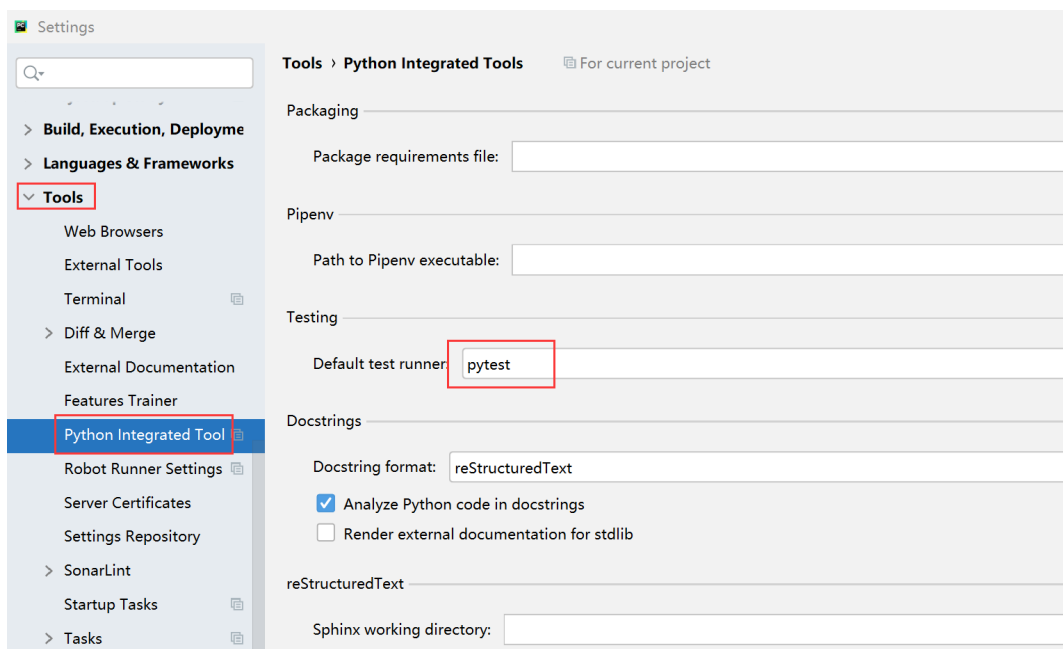 Settings
Tools › Python Integrated Tools
For current project
Build, Execution, Deployme
Languages & Frameworks
Tools
Web Browsers
External Tools
Terminal
Diff & Merge
External Documentation
Features Trainer
Python Integrated Tool
Robot Runner Settings
Server Certificates
Settings Repository
SonarLint
Startup Tasks
Tasks
Packaging
Package requirements file:
Pipenv
Path to Pipenv executable:
Testing
Default test runner:
pytest
Docstrings
Docstring format:
reStructuredText
Analyze Python code in docstrings
Render external documentation for stdlib
reStructuredText
Sphinx working directory: